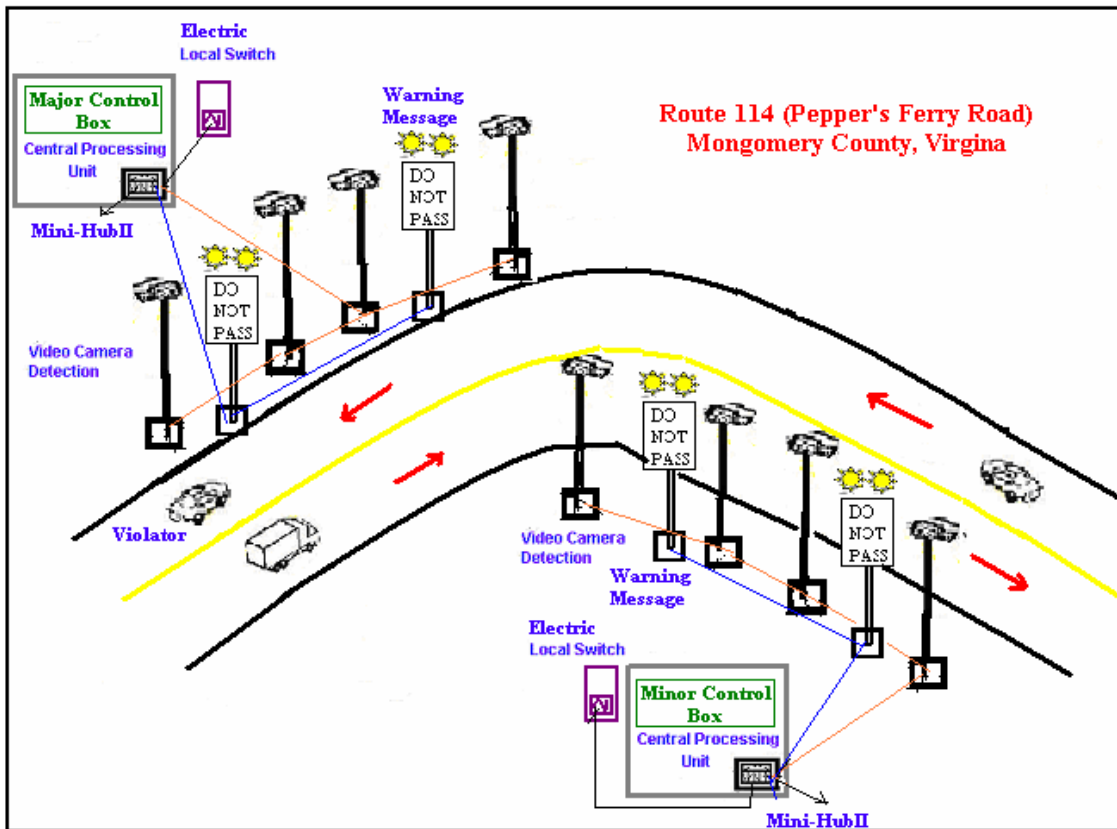 Electric
Local Switch
Major Control
Box
Central Processing
Unit
Mini-HubII
Warning
Message
Route 114 (Pepper's Ferry Road)
Mongomery County, Virgina
DO
NOT
PASS
DO
NOT
PASS
Video Camera
Detection
Violator
DO
NOT
PASS
DO
NOT
PASS
Video Camera
Detection
Warning
Message
Electric
Local Switch
Minor Control
Box
Central Processing
Unit
Mini-HubII